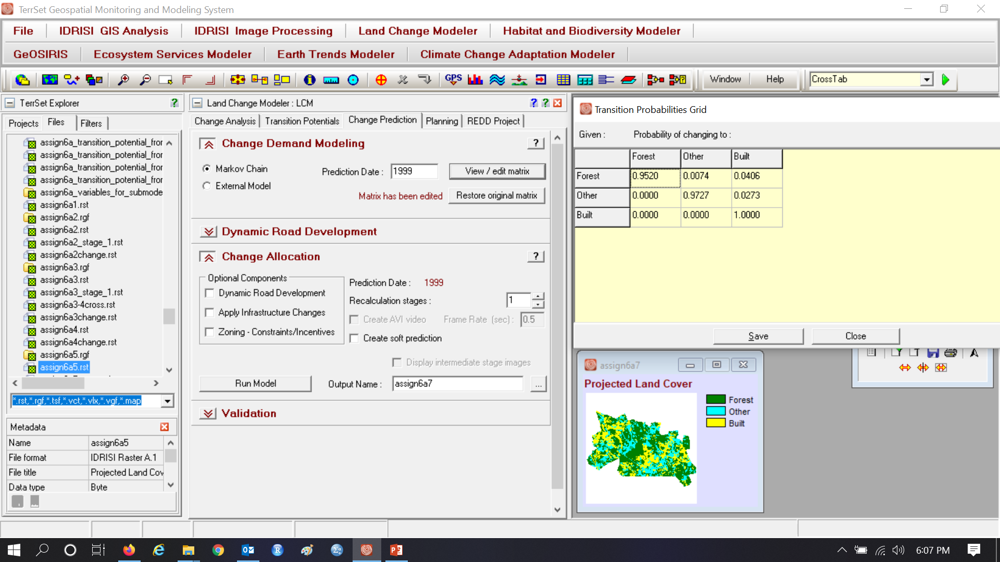 TerrSet Geospatial Monitoring and Modeling System
File
IDRISI GIS Analysis
IDRISI Image Processing
Land Change Modeler
Habitat and Biodiversity Modeler
GeOSIRIS
Ecosystem Services Modeler
Earth Trends Modeler
Climate Change Adaptation Modeler
GPS
Window
Help
CrossTab
TerrSet Explorer
?
Projects
Files
Filters
assign6a_transition_potential_fror
assign6a_transition_potential_fror
assign6a_transition_potential_fror
assign6a_transition_potential_fror
assign6a_variables_for_submode
assign6a1.rst
assign6a2.rgf
assign6a2.rst
assign6a2_stage_1.rst
assign6a2change.rst
assign6a3.rgf
assign6a3.rst
assign6a3_stage_1.rst
assign6a3-4cross.rst
assign6a3change.rst
assign6a4.rst
assign6a4change.rst
assign6a5.rgf
assign6a5.rst
*.rst,*.rgf,*.tsf,*.vct,*.vlx,*.vgf,*.map
Metadata
Name assign6a5
File format IDRISI Raster A.1
File title Projected Land Cov
Data type Byte
Land Change Modeler : LCM
? ?
Change Analysis
Transition Potentials
Change Prediction
Planning
REDD Project
Change Demand Modeling
?
Markov Chain
External Model
Prediction Date : 1999
View / edit matrix
Matrix has been edited
Restore original matrix
Dynamic Road Development
Change Allocation
?
Optional Components
Dynamic Road Development
Apply Infrastructure Changes
Zoning - Constraints/Incentives
Prediction Date : 1999
Recalculation stages : 1
Create AVI video Frame Rate (sec) : 0.5
Create soft prediction
Display intermediate stage images
Run Model
Output Name : assign6a7
...
Validation
Transition Probabilities Grid
Given : Probability of changing to :
Forest Other Built
Forest 0.9520 0.0074 0.0406
Other 0.0000 0.9727 0.0273
Built 0.0000 0.0000 1.0000
Save
Close
assign6a7
Projected Land Cover
Forest
Other
Built
6:07 PM